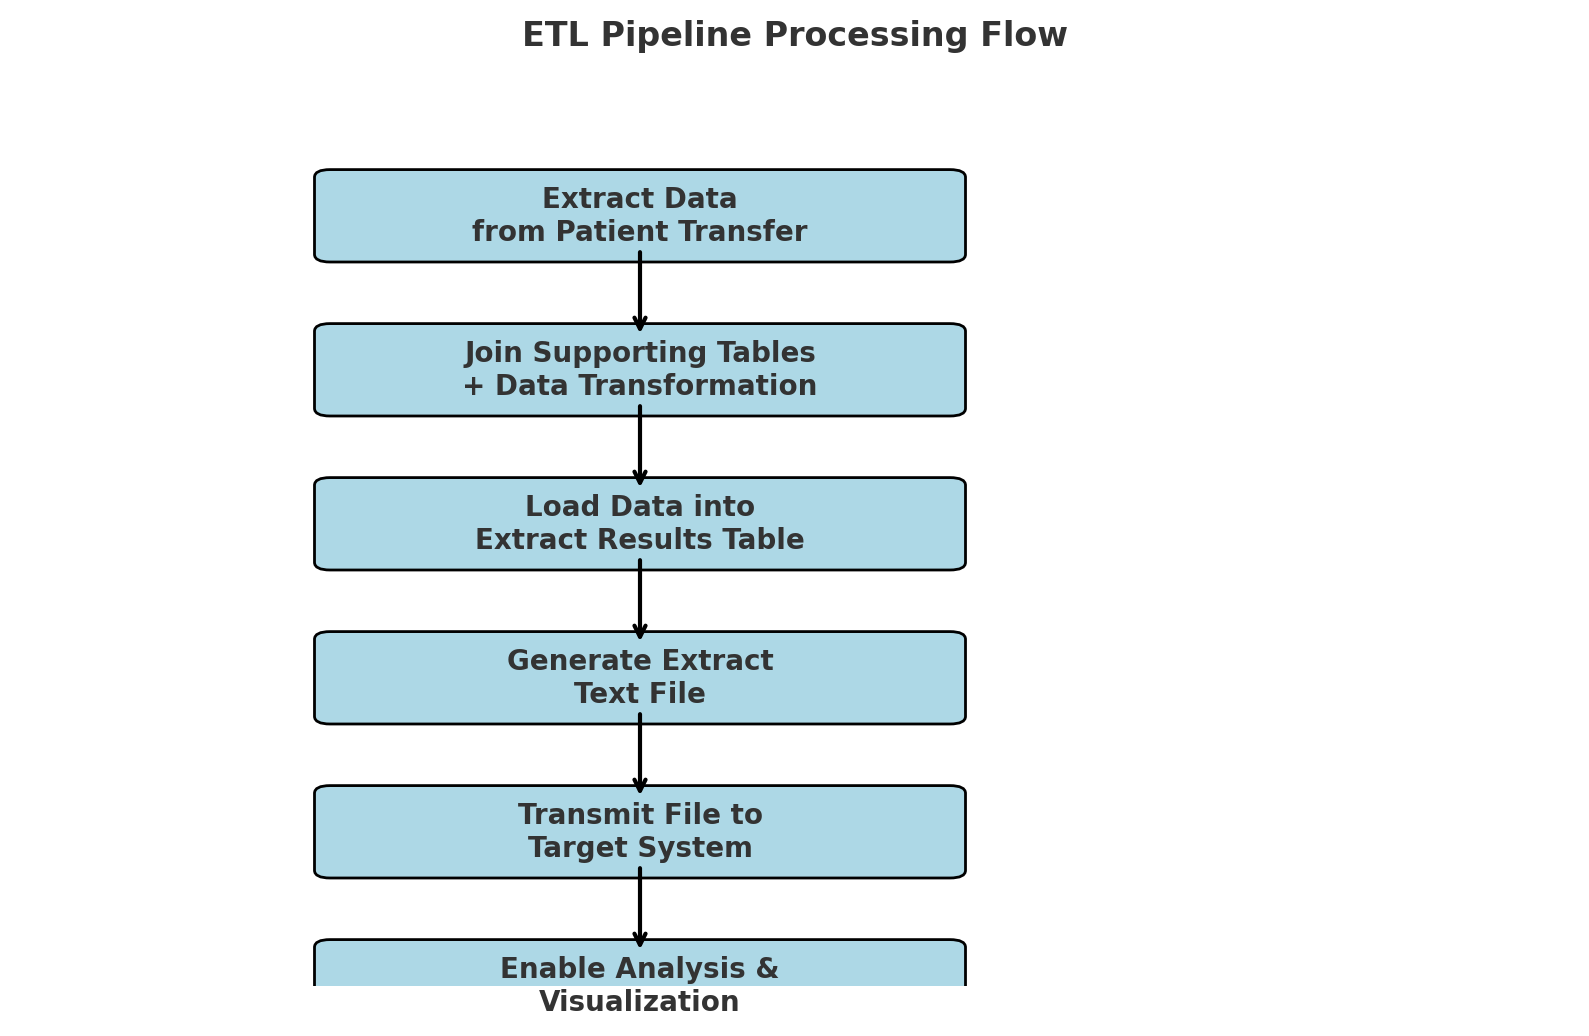 ETL Pipeline Processing Flow
Extract Data
from Patient Transfer
Join Supporting Tables
+ Data Transformation
Load Data into
Extract Results Table
Generate Extract
Text File
Transmit File to
Target System
Enable Analysis &
Visualization